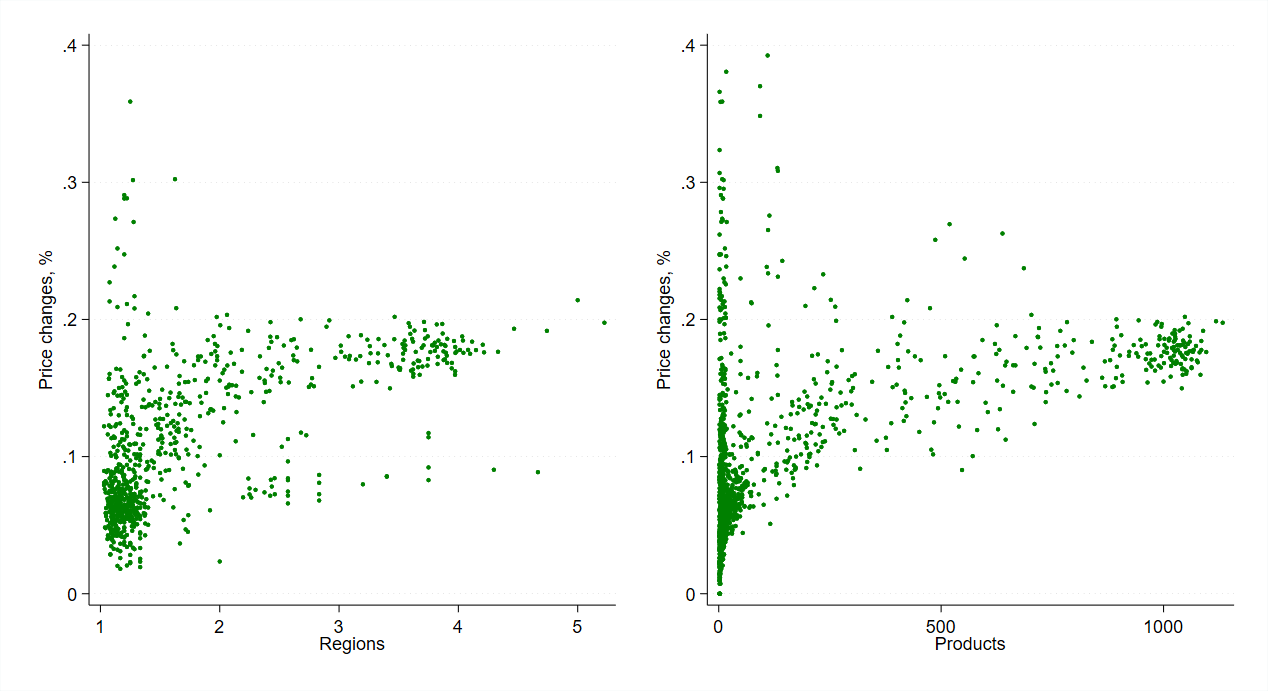 Price changes, %
.4
.3
.2
.1
0
1 2 3 4 5
Regions
Price changes, %
.4
.3
.2
.1
0
0 500 1000
Products